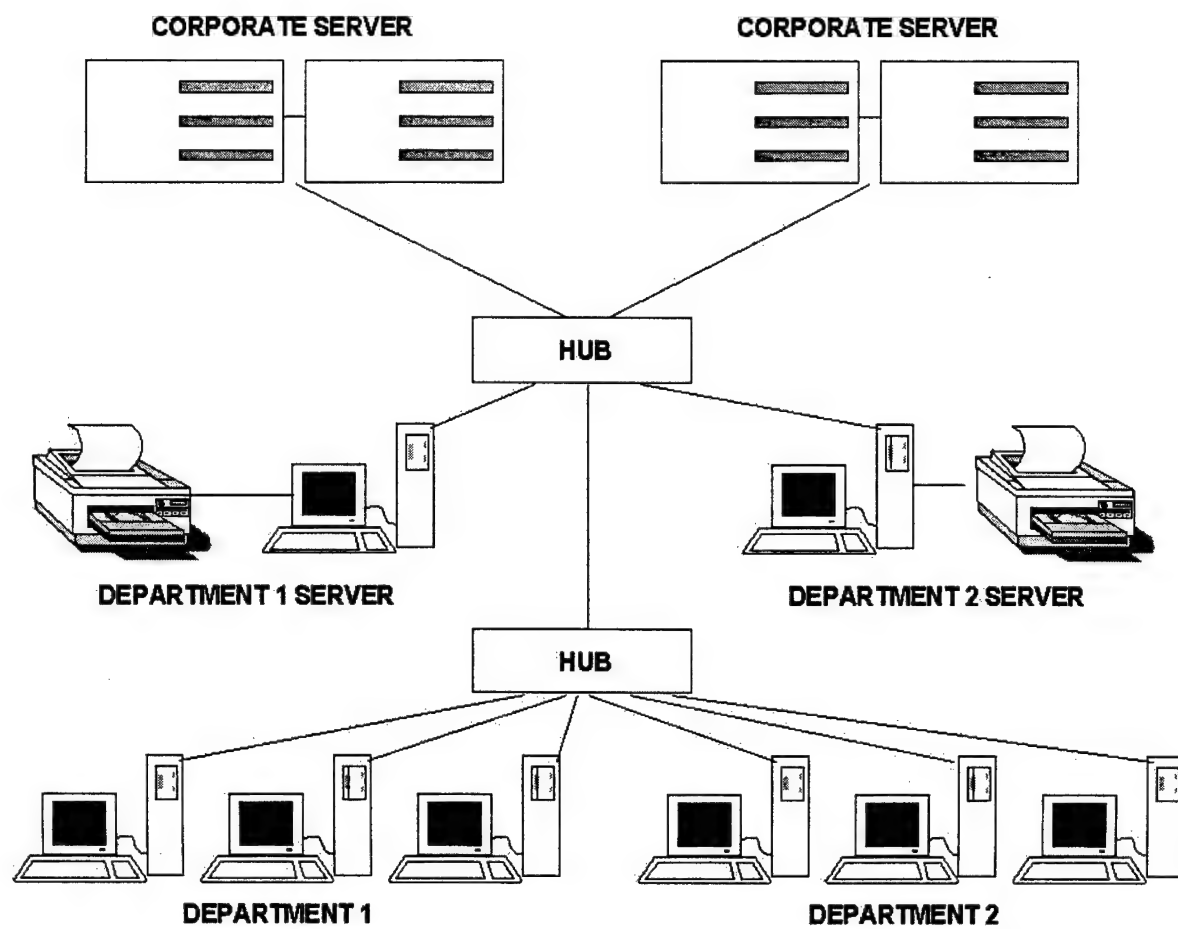 CORPORATE SERVER
CORPORATE SERVER
HUB
DEPARTMENT 1 SERVER
DEPARTMENT 2 SERVER
HUB
DEPARTMENT 1
DEPARTMENT 2